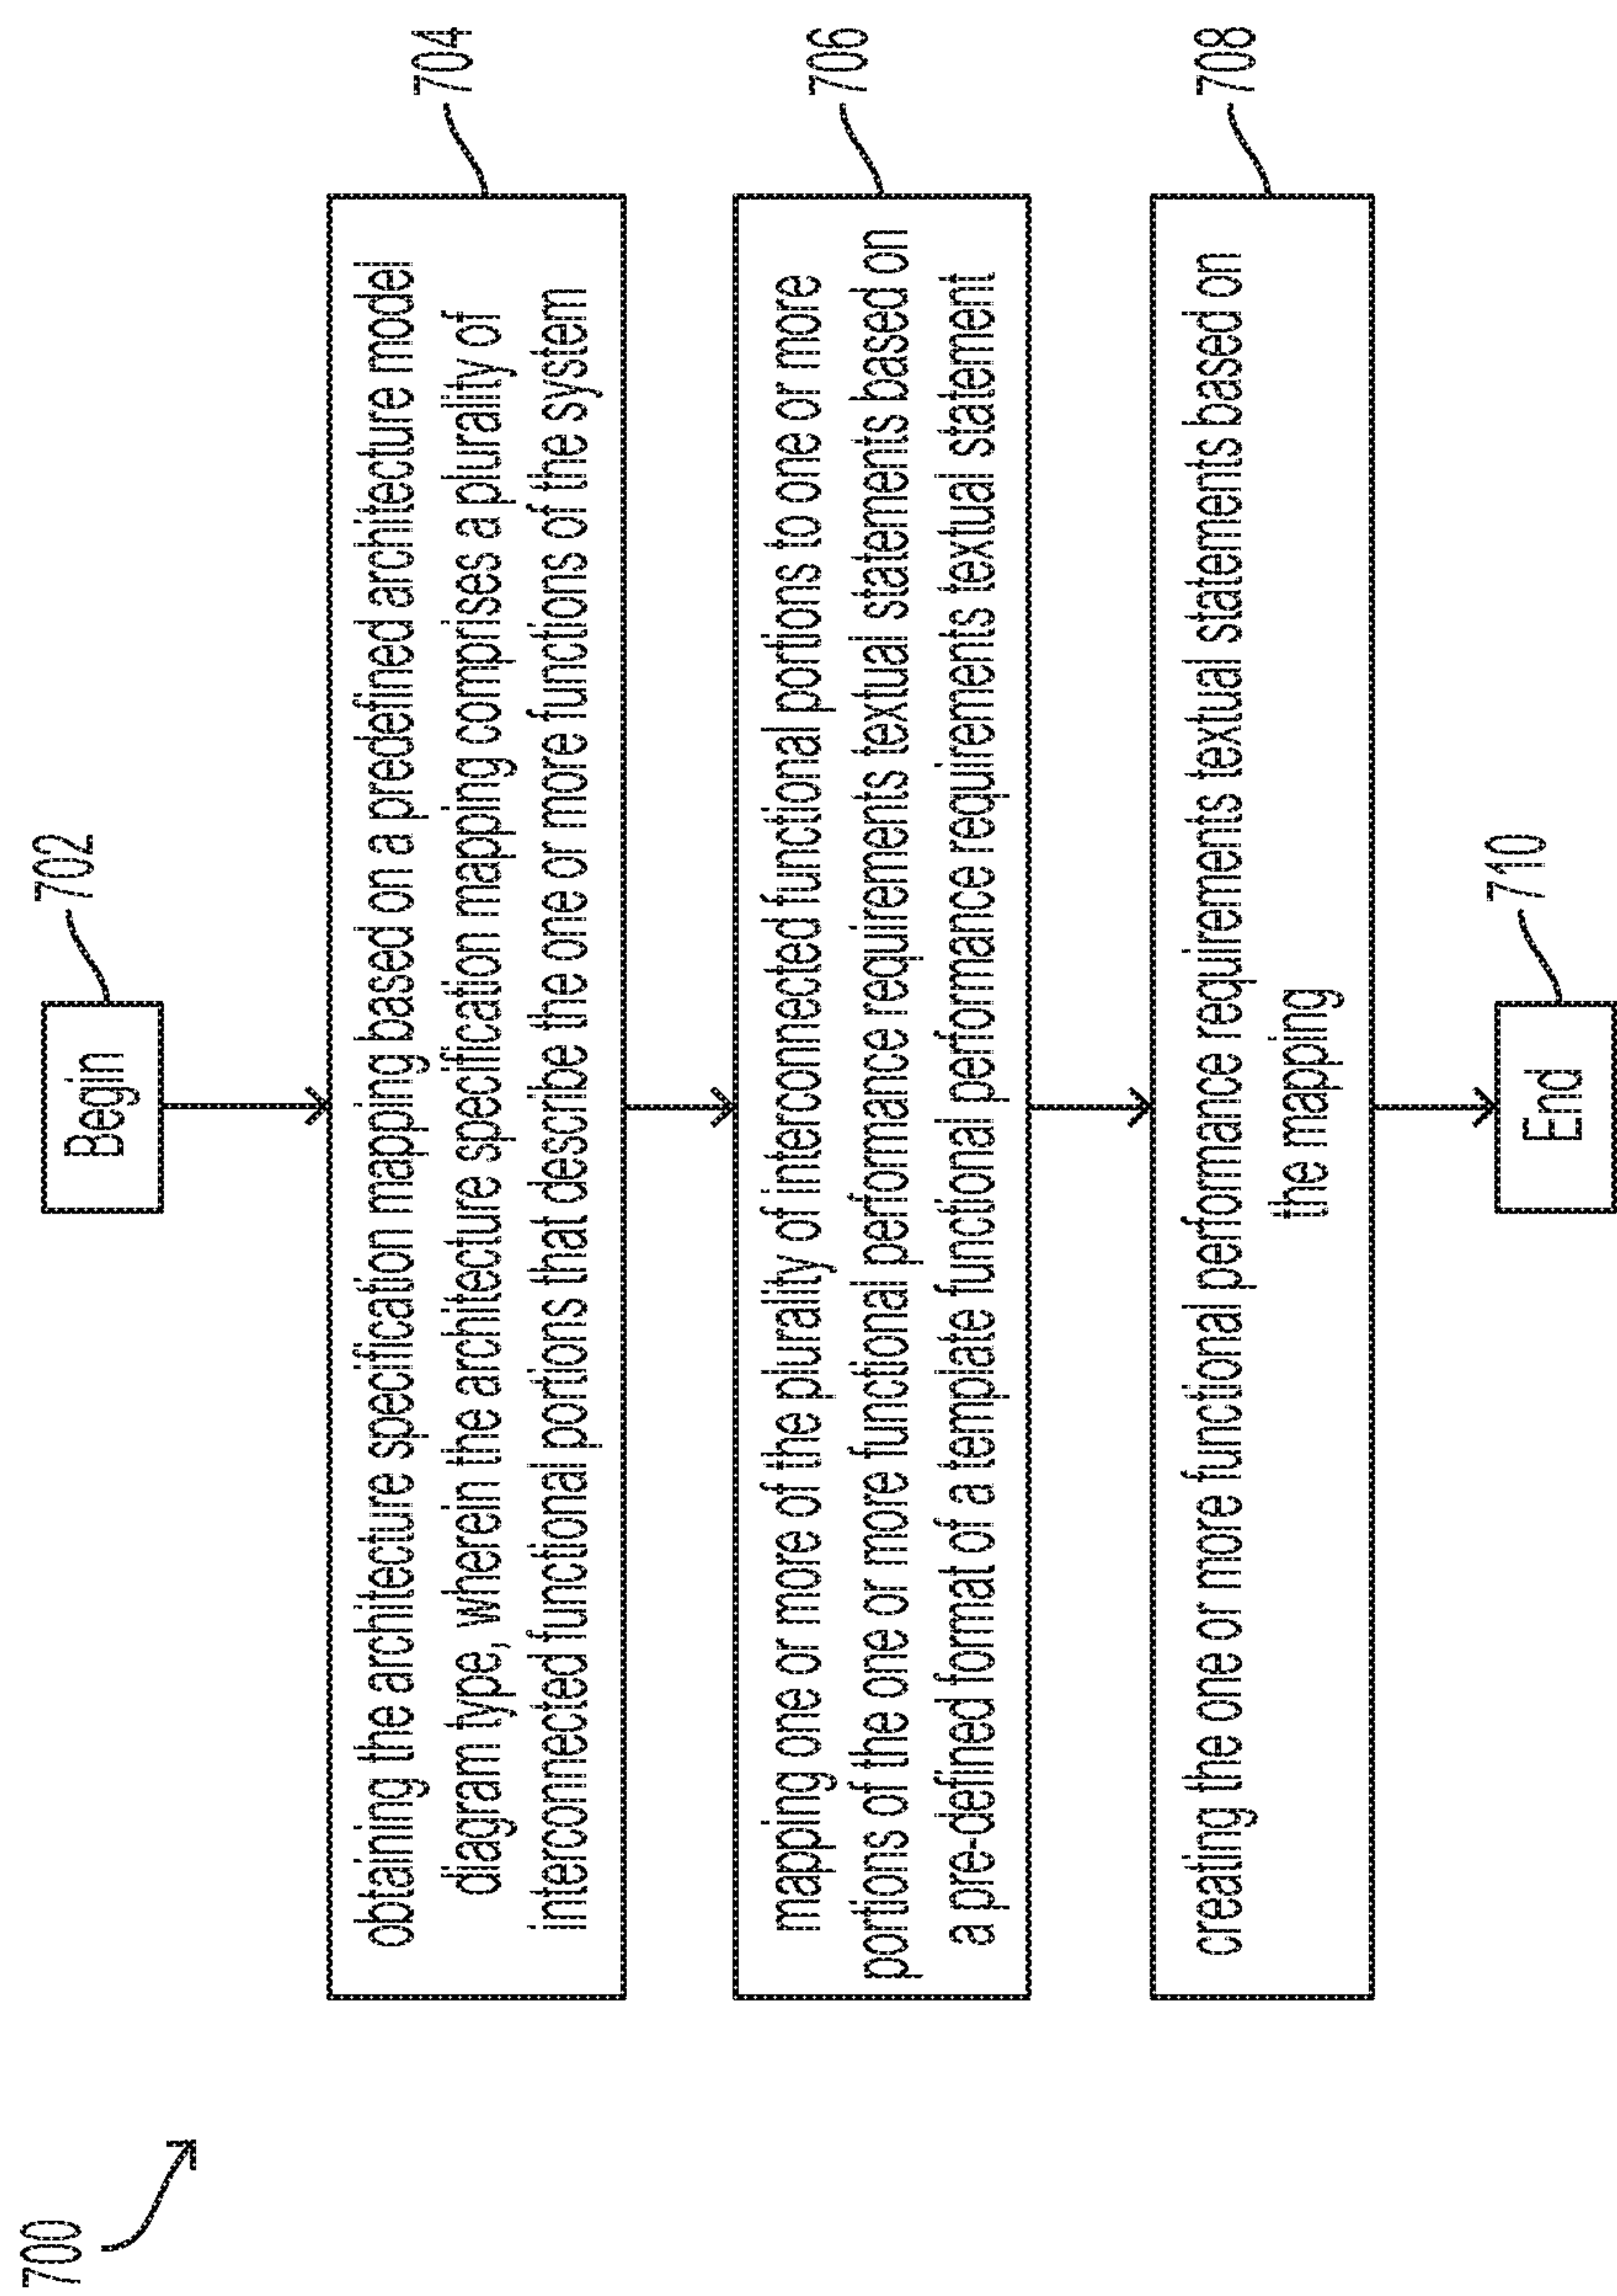 700
702
Begin
704
obtaining the architecture specification mapping based on a predefined architecture model
diagram type, wherein the architecture specification mapping comprises a plurality of
interconnected functional portions that describe the one or more functions of the system
706
mapping one or more of the plurality of interconnected functional portions to one or more
portions of the one or more functional performance requirements textual statements based on
a pre-defined format of a template functional performance requirements textual statement
708
creating the one or more functional performance requirements textual statements based on
the mapping
710
End